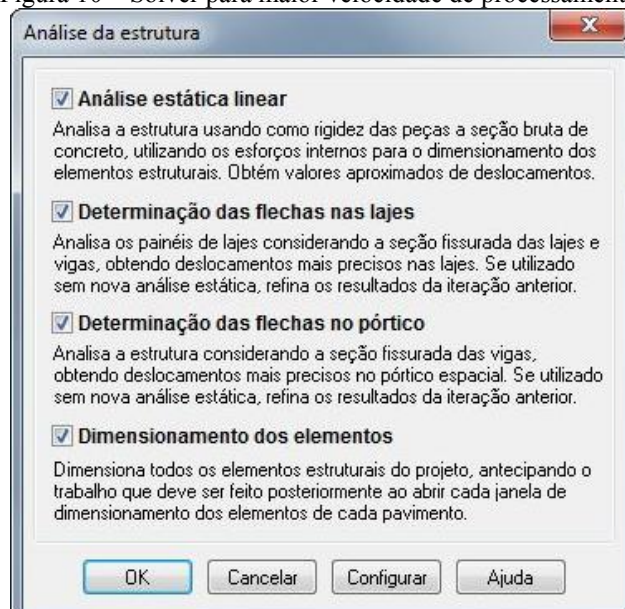 Figura 10 – Solver para maior velocidade de processament
Análise da estrutura
Análise estática linear
Analisa a estrutura usando como rigidez das peças a seção bruta de
concreto, utilizando os esforços internos para o dimensionamento dos
elementos estruturais. Obtém valores aproximados de deslocamentos.
Determinação das flechas nas lajes
Analisa os painéis de lajes considerando a seção fissurada das lajes e
vigas, obtendo deslocamentos mais precisos nas lajes. Se utilizado
sem nova análise estática, refina os resultados da iteração anterior.
Determinação das flechas no pórtico
Analisa a estrutura considerando a seção fissurada das vigas,
obtendo deslocamentos mais precisos no pórtico espacial. Se utilizado
sem nova análise estática, refina os resultados da iteração anterior.
Dimensionamento dos elementos
Dimensiona todos os elementos estruturais do projeto, antecipando o
trabalho que deve ser feito posteriormente ao abrir cada janela de
dimensionamento dos elementos de cada pavimento.
OK Cancelar Configurar Ajuda